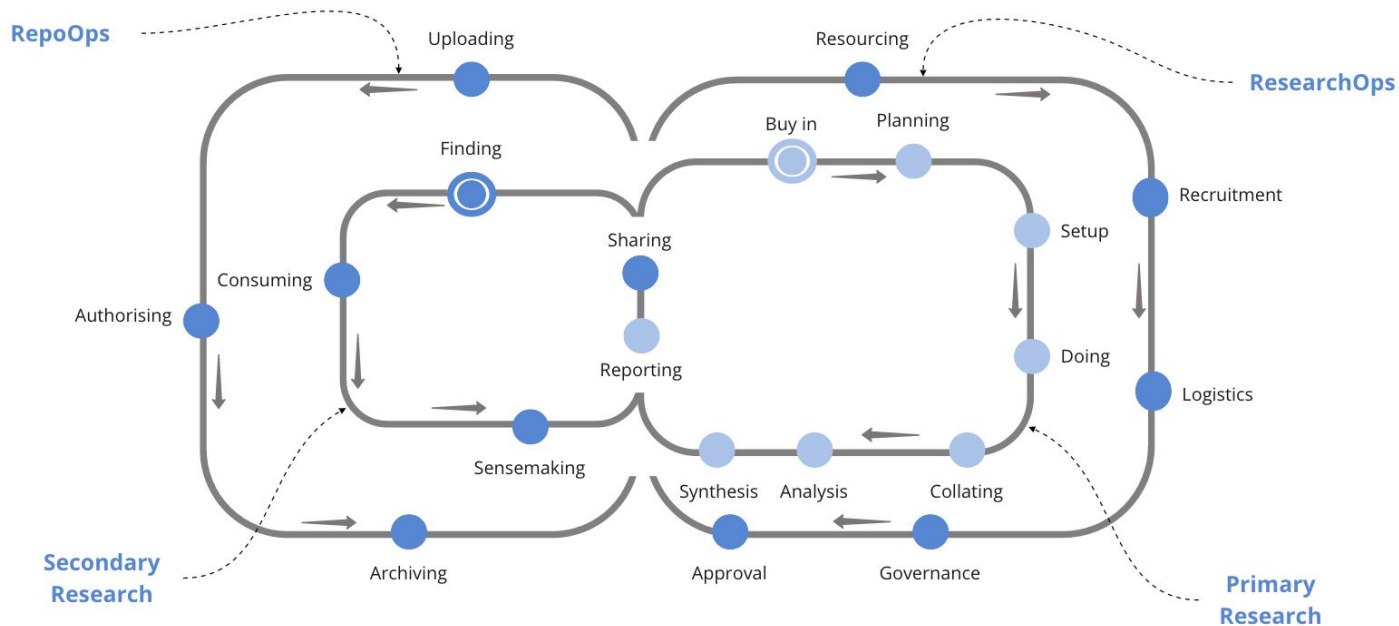 RepoOps
Uploading
Resourcing
ResearchOps
Buy in
Planning
Finding
Recruitment
Setup
Sharing
Consuming
Authorising
Doing
Reporting
Logistics
Sensemaking
Synthesis
Analysis
Collating
Secondary
Research
Archiving
Approval
Governance
Primary
Research